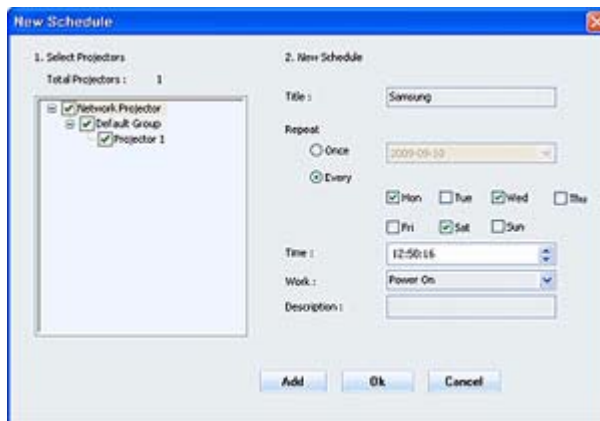 New Schedule
1. Select Projectors
Total Projectors : 1
Network Projector
Default Group
Projector 1
2. New Schedule
Title : Samsung
Repeat
Once 2009-09-10
Every
Mon Tue Wed Thu
Fri Sat Sun
Time : 12:50:16
Work : Power On
Description :
Add Ok Cancel